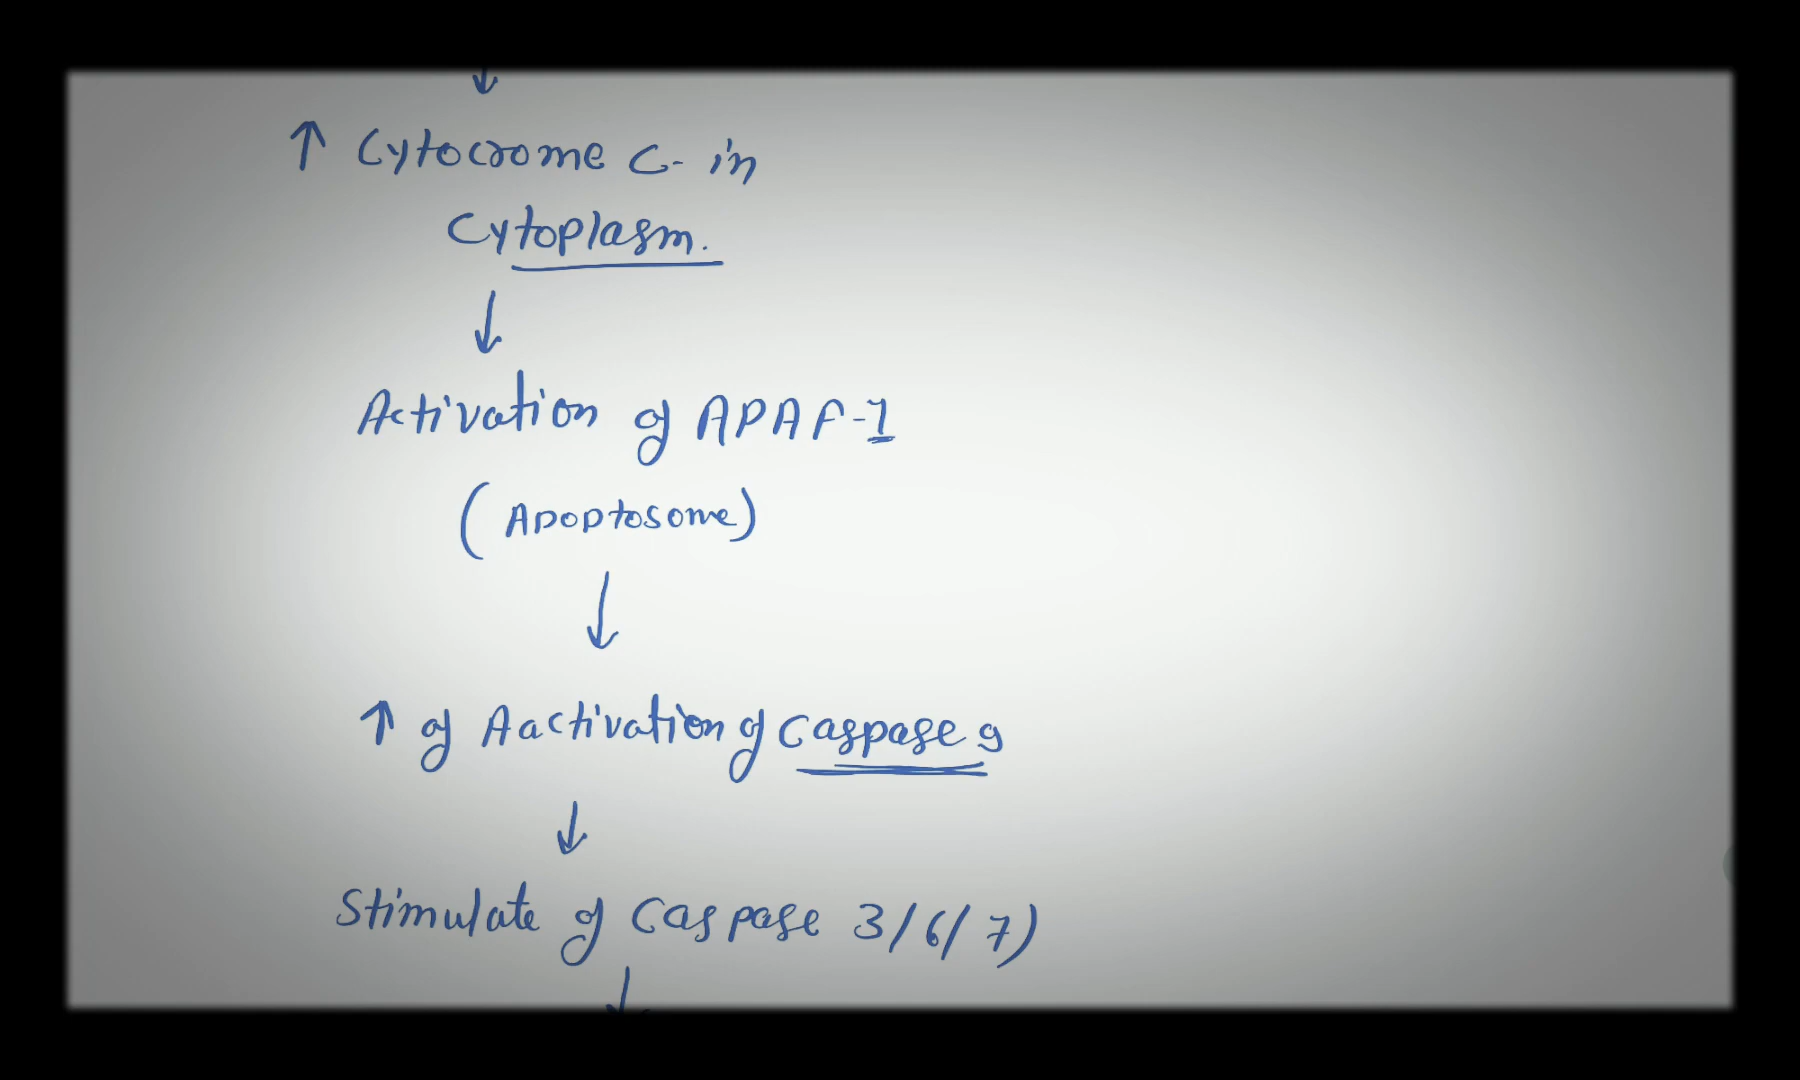 ↓
↑ Cytocrome C- in
Cytoplasm.
↓
Activation of APAF-1
(Apoptosome)
↓
↑ of Aactivation of Caspase 9
↓
Stimulate of Caspase 3/6/7)
↓